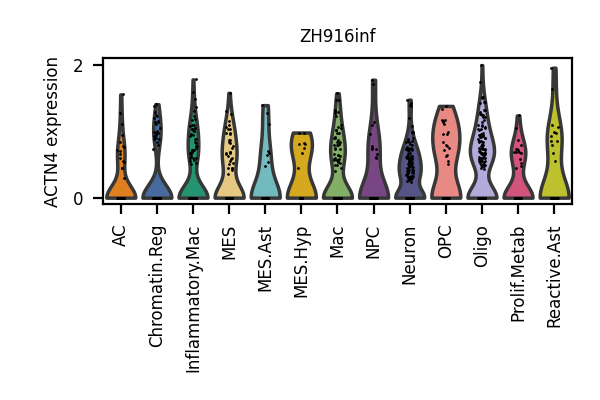 ZH916inf
ACTN4 expression
2
0
AC
Chromatin.Reg
Inflammatory.Mac
MES
MES.Ast
MES.Hyp
Mac
NPC
Neuron
OPC
Oligo
Prolif.Metab
Reactive.Ast